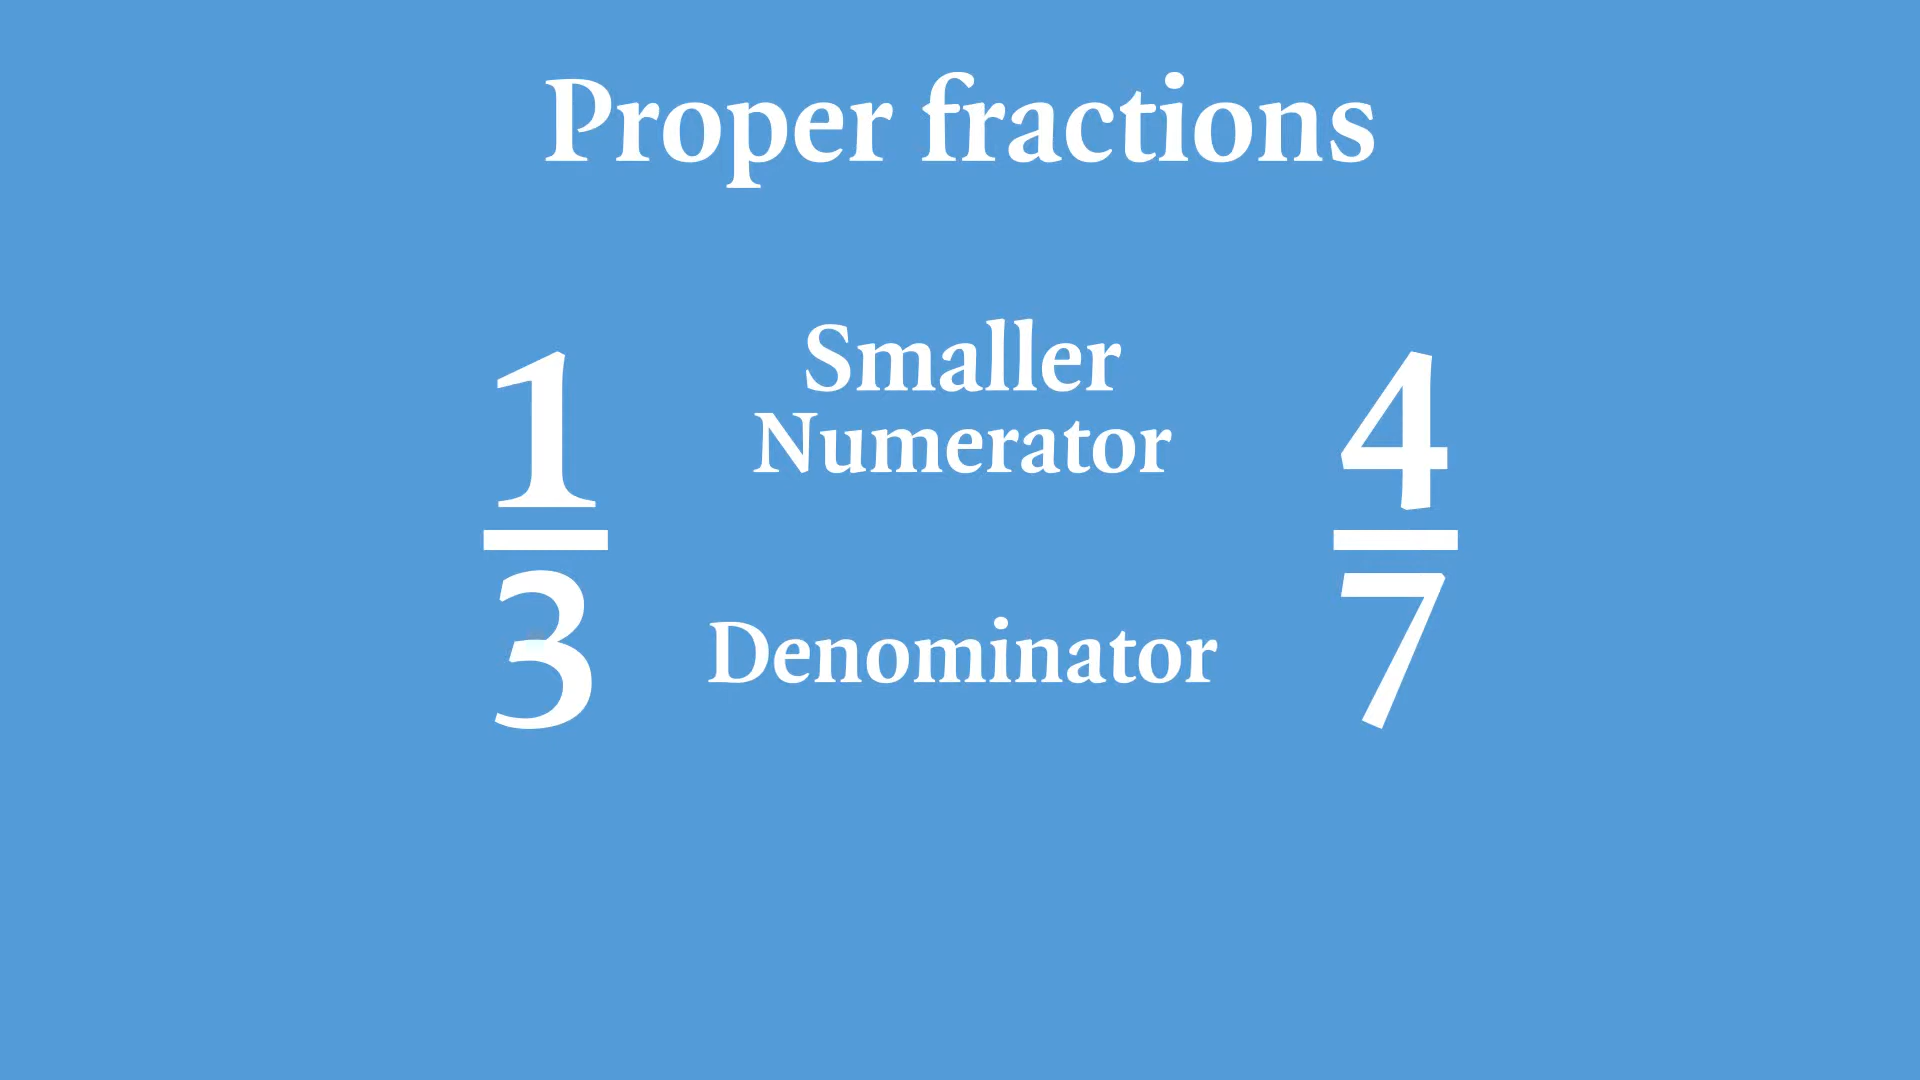 Proper fractions
Smaller
Numerator
1
3
Denominator
4
7